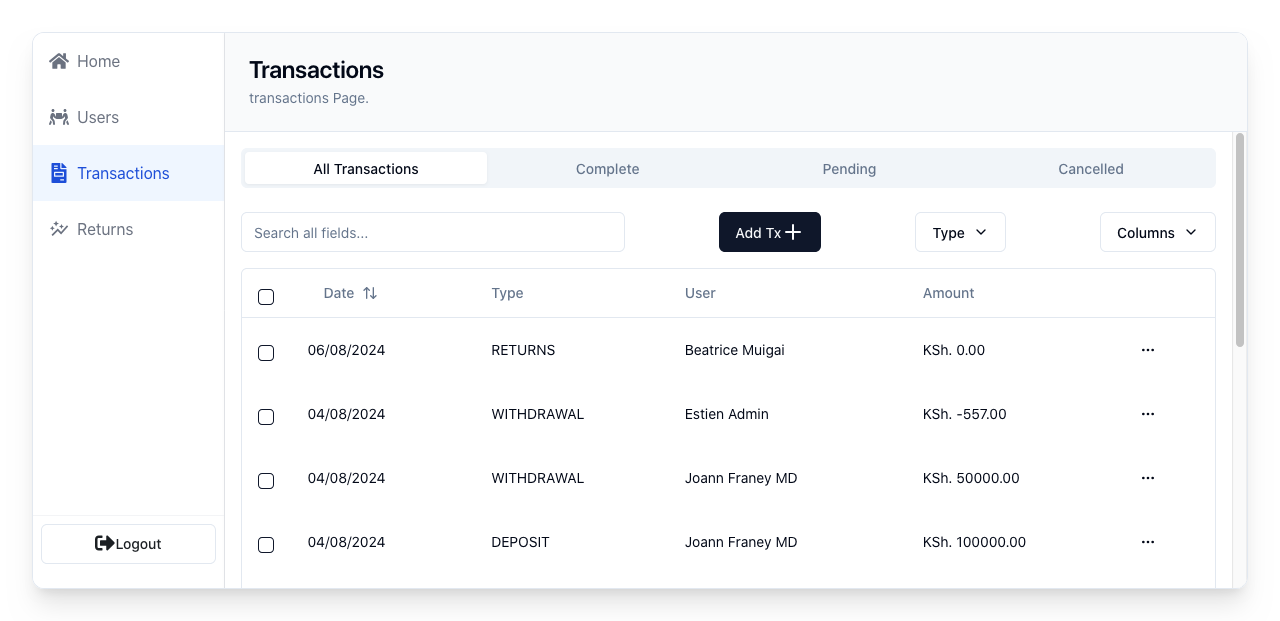 Home
Users
Transactions
Returns
Logout
Transactions
transactions Page.
All Transactions Complete Pending Cancelled
Search all fields... Add Tx Type Columns
Date Type User Amount
06/08/2024 RETURNS Beatrice Muigai KSh. 0.00
04/08/2024 WITHDRAWAL Estien Admin KSh. -557.00
04/08/2024 WITHDRAWAL Joann Franey MD KSh. 50000.00
04/08/2024 DEPOSIT Joann Franey MD KSh. 100000.00